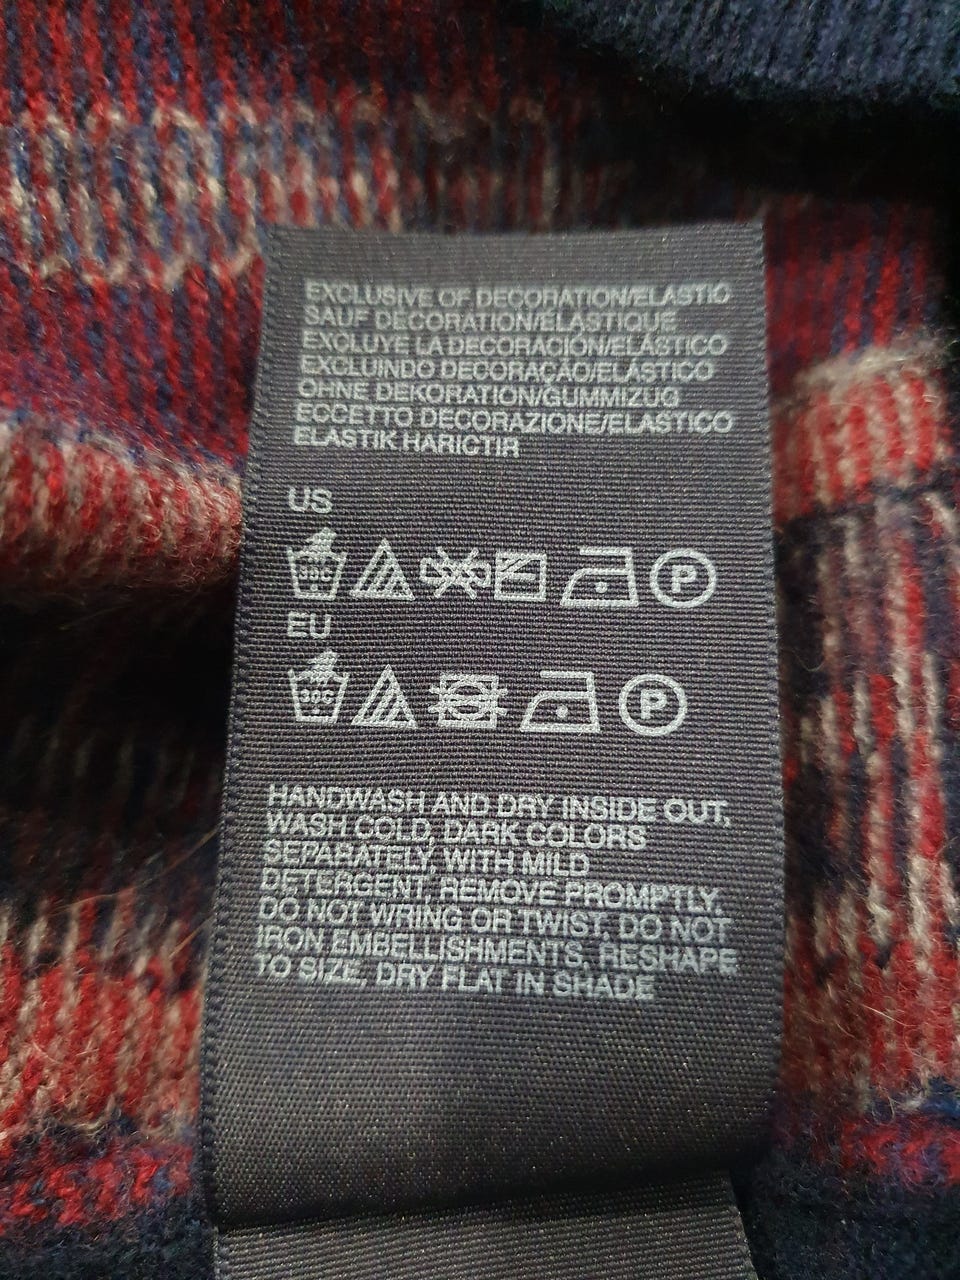 EXCLUSIVE OF DECORATION/ELASTIC
SAUF DÉCORATION/ÉLASTIQUE
EXCLUYE LA DECORACIÓN/ELÁSTICO
EXCLUINDO DECORAÇÃO/ELÁSTICO
OHNE DEKORATION/GUMMIZUG
ECCETTO DECORAZIONE/ELASTICO
ELASTIK HARICTIR
US
30C P
EU
30C P
HANDWASH AND DRY INSIDE OUT,
WASH COLD, DARK COLORS
SEPARATELY, WITH MILD
DETERGENT, REMOVE PROMPTLY,
DO NOT WRING OR TWIST, DO NOT
IRON EMBELLISHMENTS, RESHAPE
TO SIZE, DRY FLAT IN SHADE